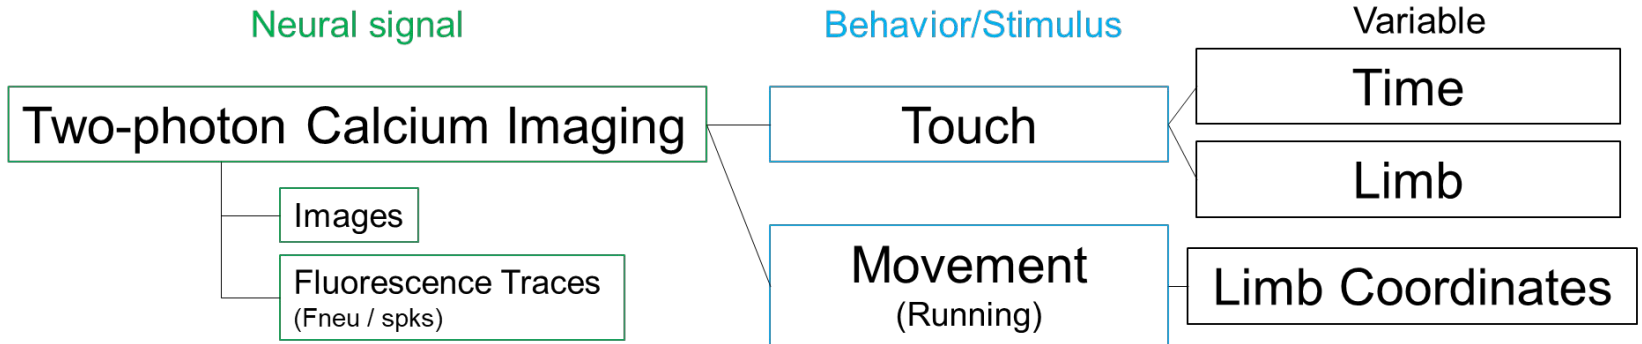 Neural signal
Behavior/Stimulus
Variable
Two-photon Calcium Imaging
Touch
Time
Limb
Images
Fluorescence Traces
(Fneu / spks)
Movement
(Running)
Limb Coordinates